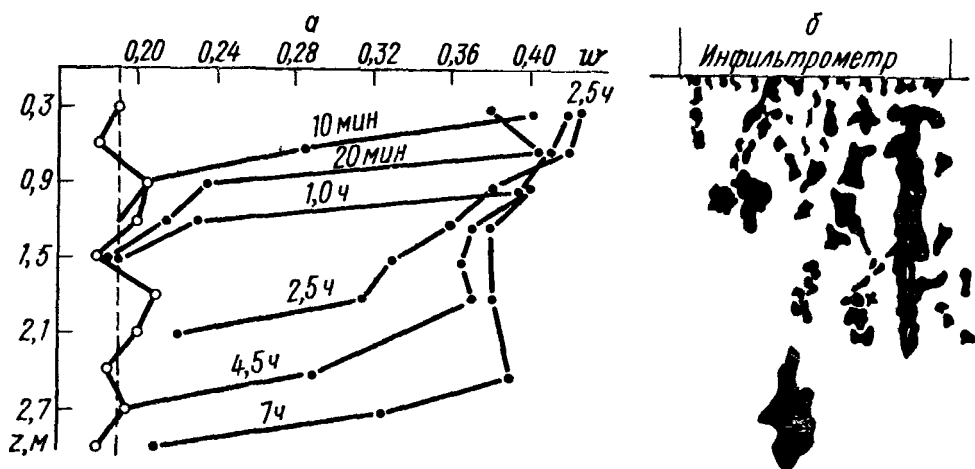 а
0,20 0,24 0,28 0,32 0,36 0,40 w
0,3
0,9
1,5
2,1
2,7
z, м
2,5 ч
10 мин
20 мин
1,0 ч
2,5 ч
4,5 ч
7 ч
б
Инфильтрометр